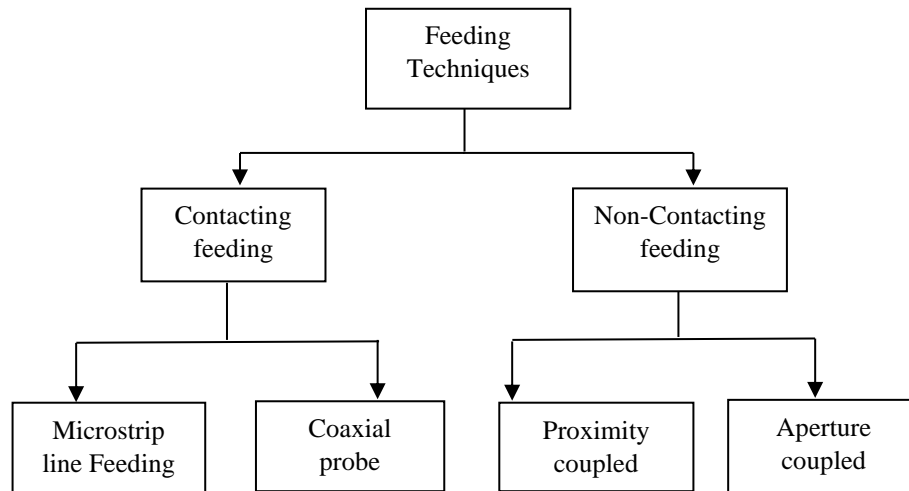 Feeding
Techniques
Contacting
feeding
Non-Contacting
feeding
Microstrip
line Feeding
Coaxial
probe
Proximity
coupled
Aperture
coupled